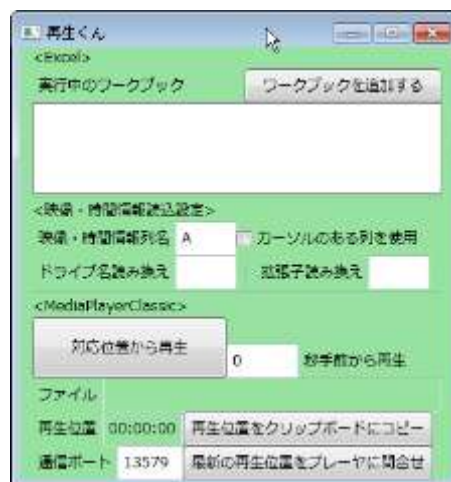 再生くん
<Excel>
実行中のワークブック ワークブックを追加する
<映像・時間情報読込設定>
映像・時間情報列名 A カーソルのある列を使用
ドライブ名読み換え 拡張子読み換え
<MediaPlayerClassic>
対応位置から再生 0 秒手前から再生
ファイル
再生位置 00:00:00 再生位置をクリップボードにコピー
通信ポート 13579 最新の再生位置をプレーヤに問合せ